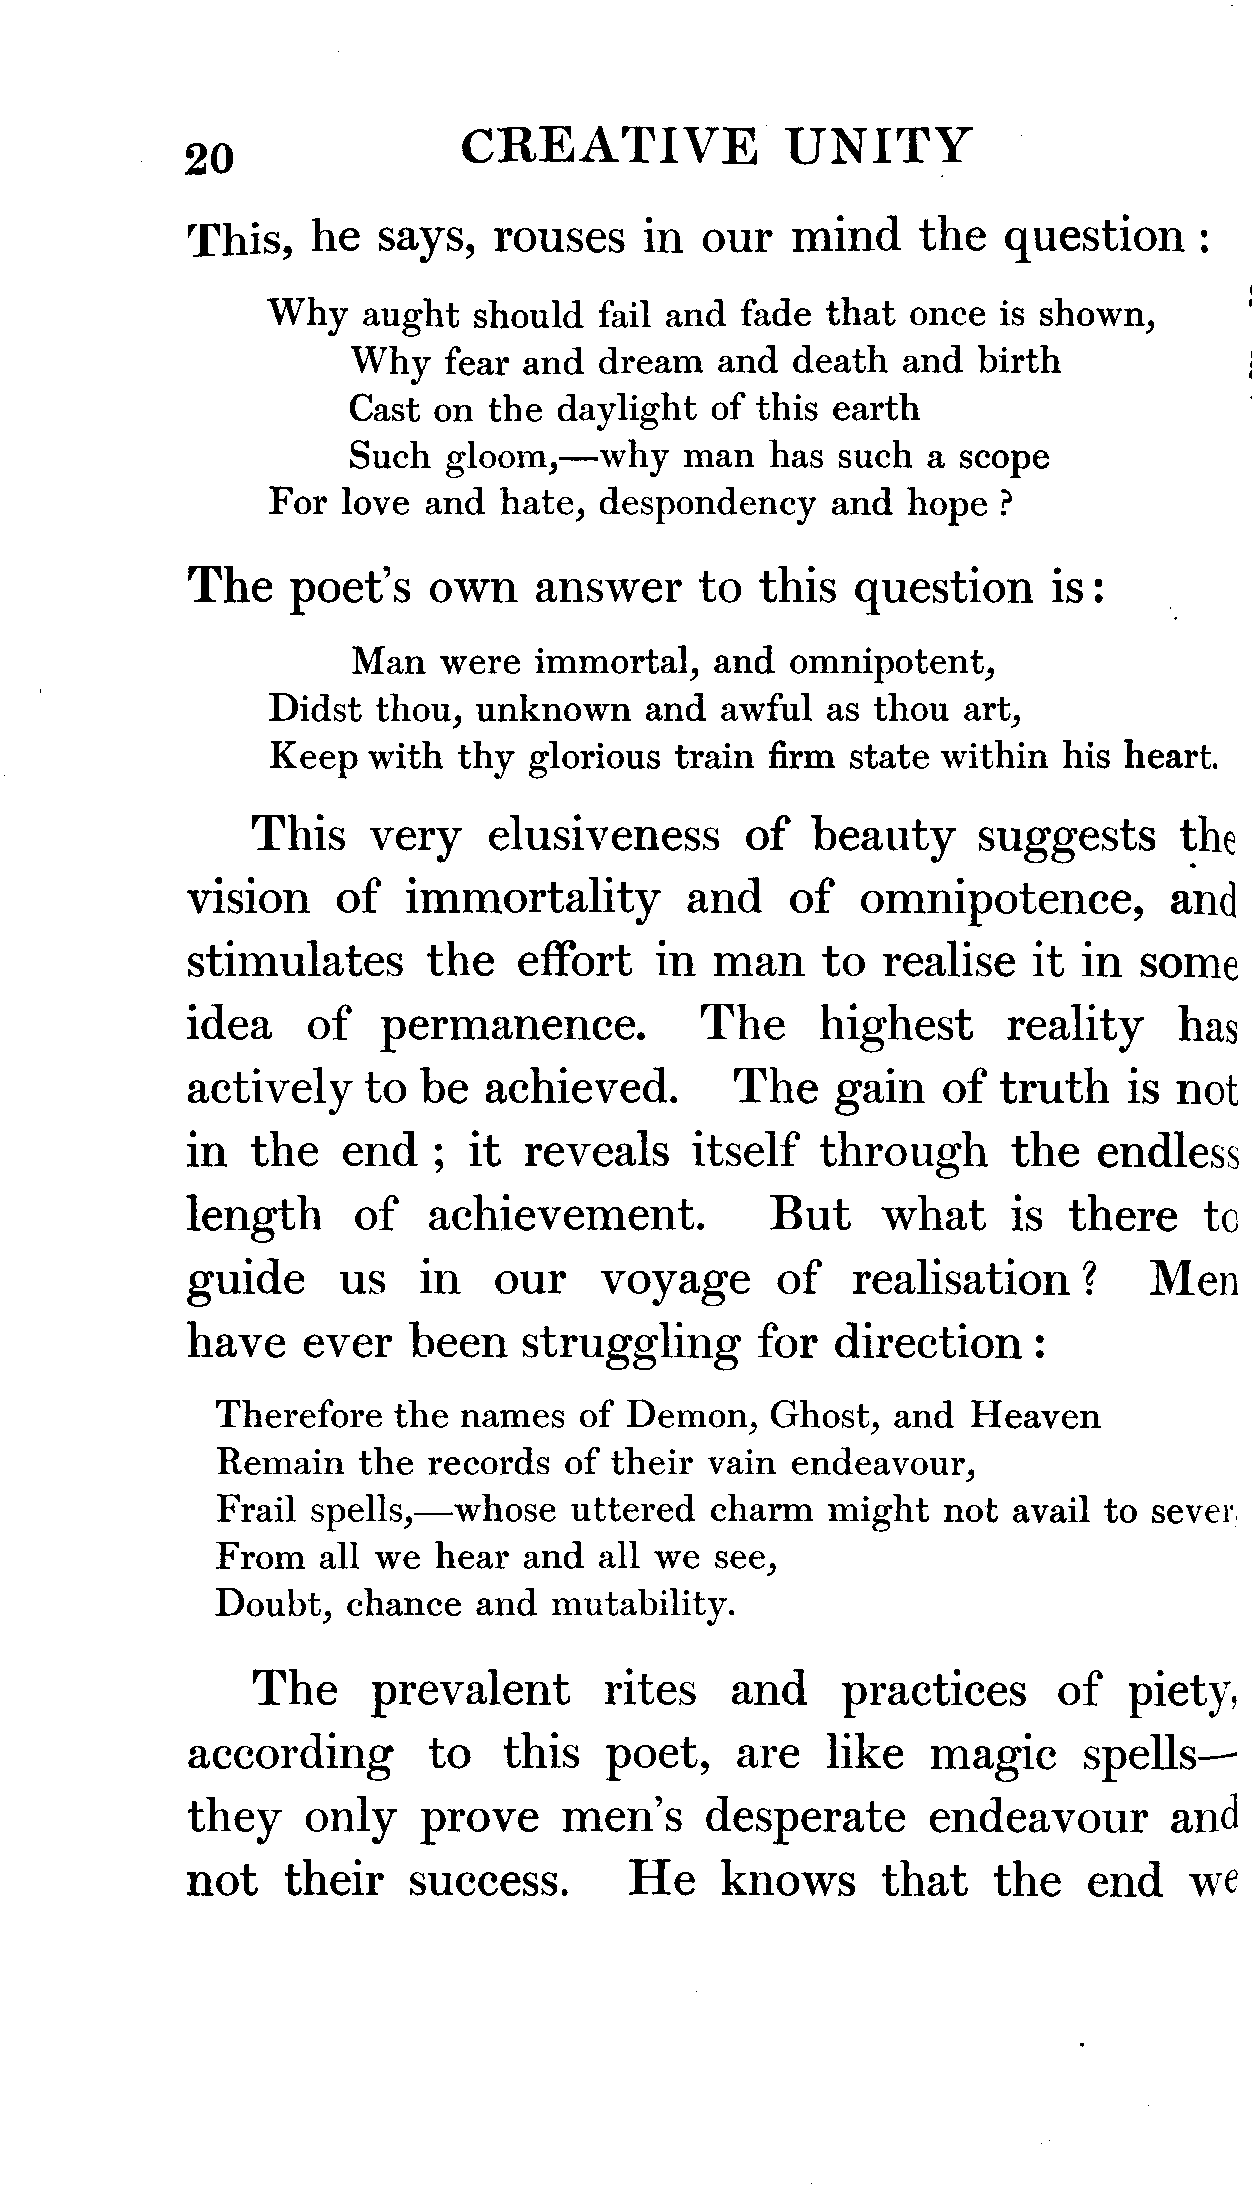 20 CREATIVE UNITY
This, he says, rouses in our mind the question :
Why aught should fail and fade that once is shown,
Why fear and dream and death and birth
Cast on the daylight of this earth
Such gloom,—why man has such a scope
For love and hate, despondency and hope ?
The poet's own answer to this question is :
Man were immortal, and omnipotent,
Didst thou, unknown and awful as thou art,
Keep with thy glorious train firm state within his heart.
This very elusiveness of beauty suggests the
vision of immortality and of omnipotence, and
stimulates the effort in man to realise it in some
idea of permanence. The highest reality has
actively to be achieved. The gain of truth is not
in the end ; it reveals itself through the endless
length of achievement. But what is there to
guide us in our voyage of realisation ? Men
have ever been struggling for direction :
Therefore the names of Demon, Ghost, and Heaven
Remain the records of their vain endeavour,
Frail spells,—whose uttered charm might not avail to sever,
From all we hear and all we see,
Doubt, chance and mutability.
The prevalent rites and practices of piety,
according to this poet, are like magic spells—
they only prove men's desperate endeavour and
not their success. He knows that the end we